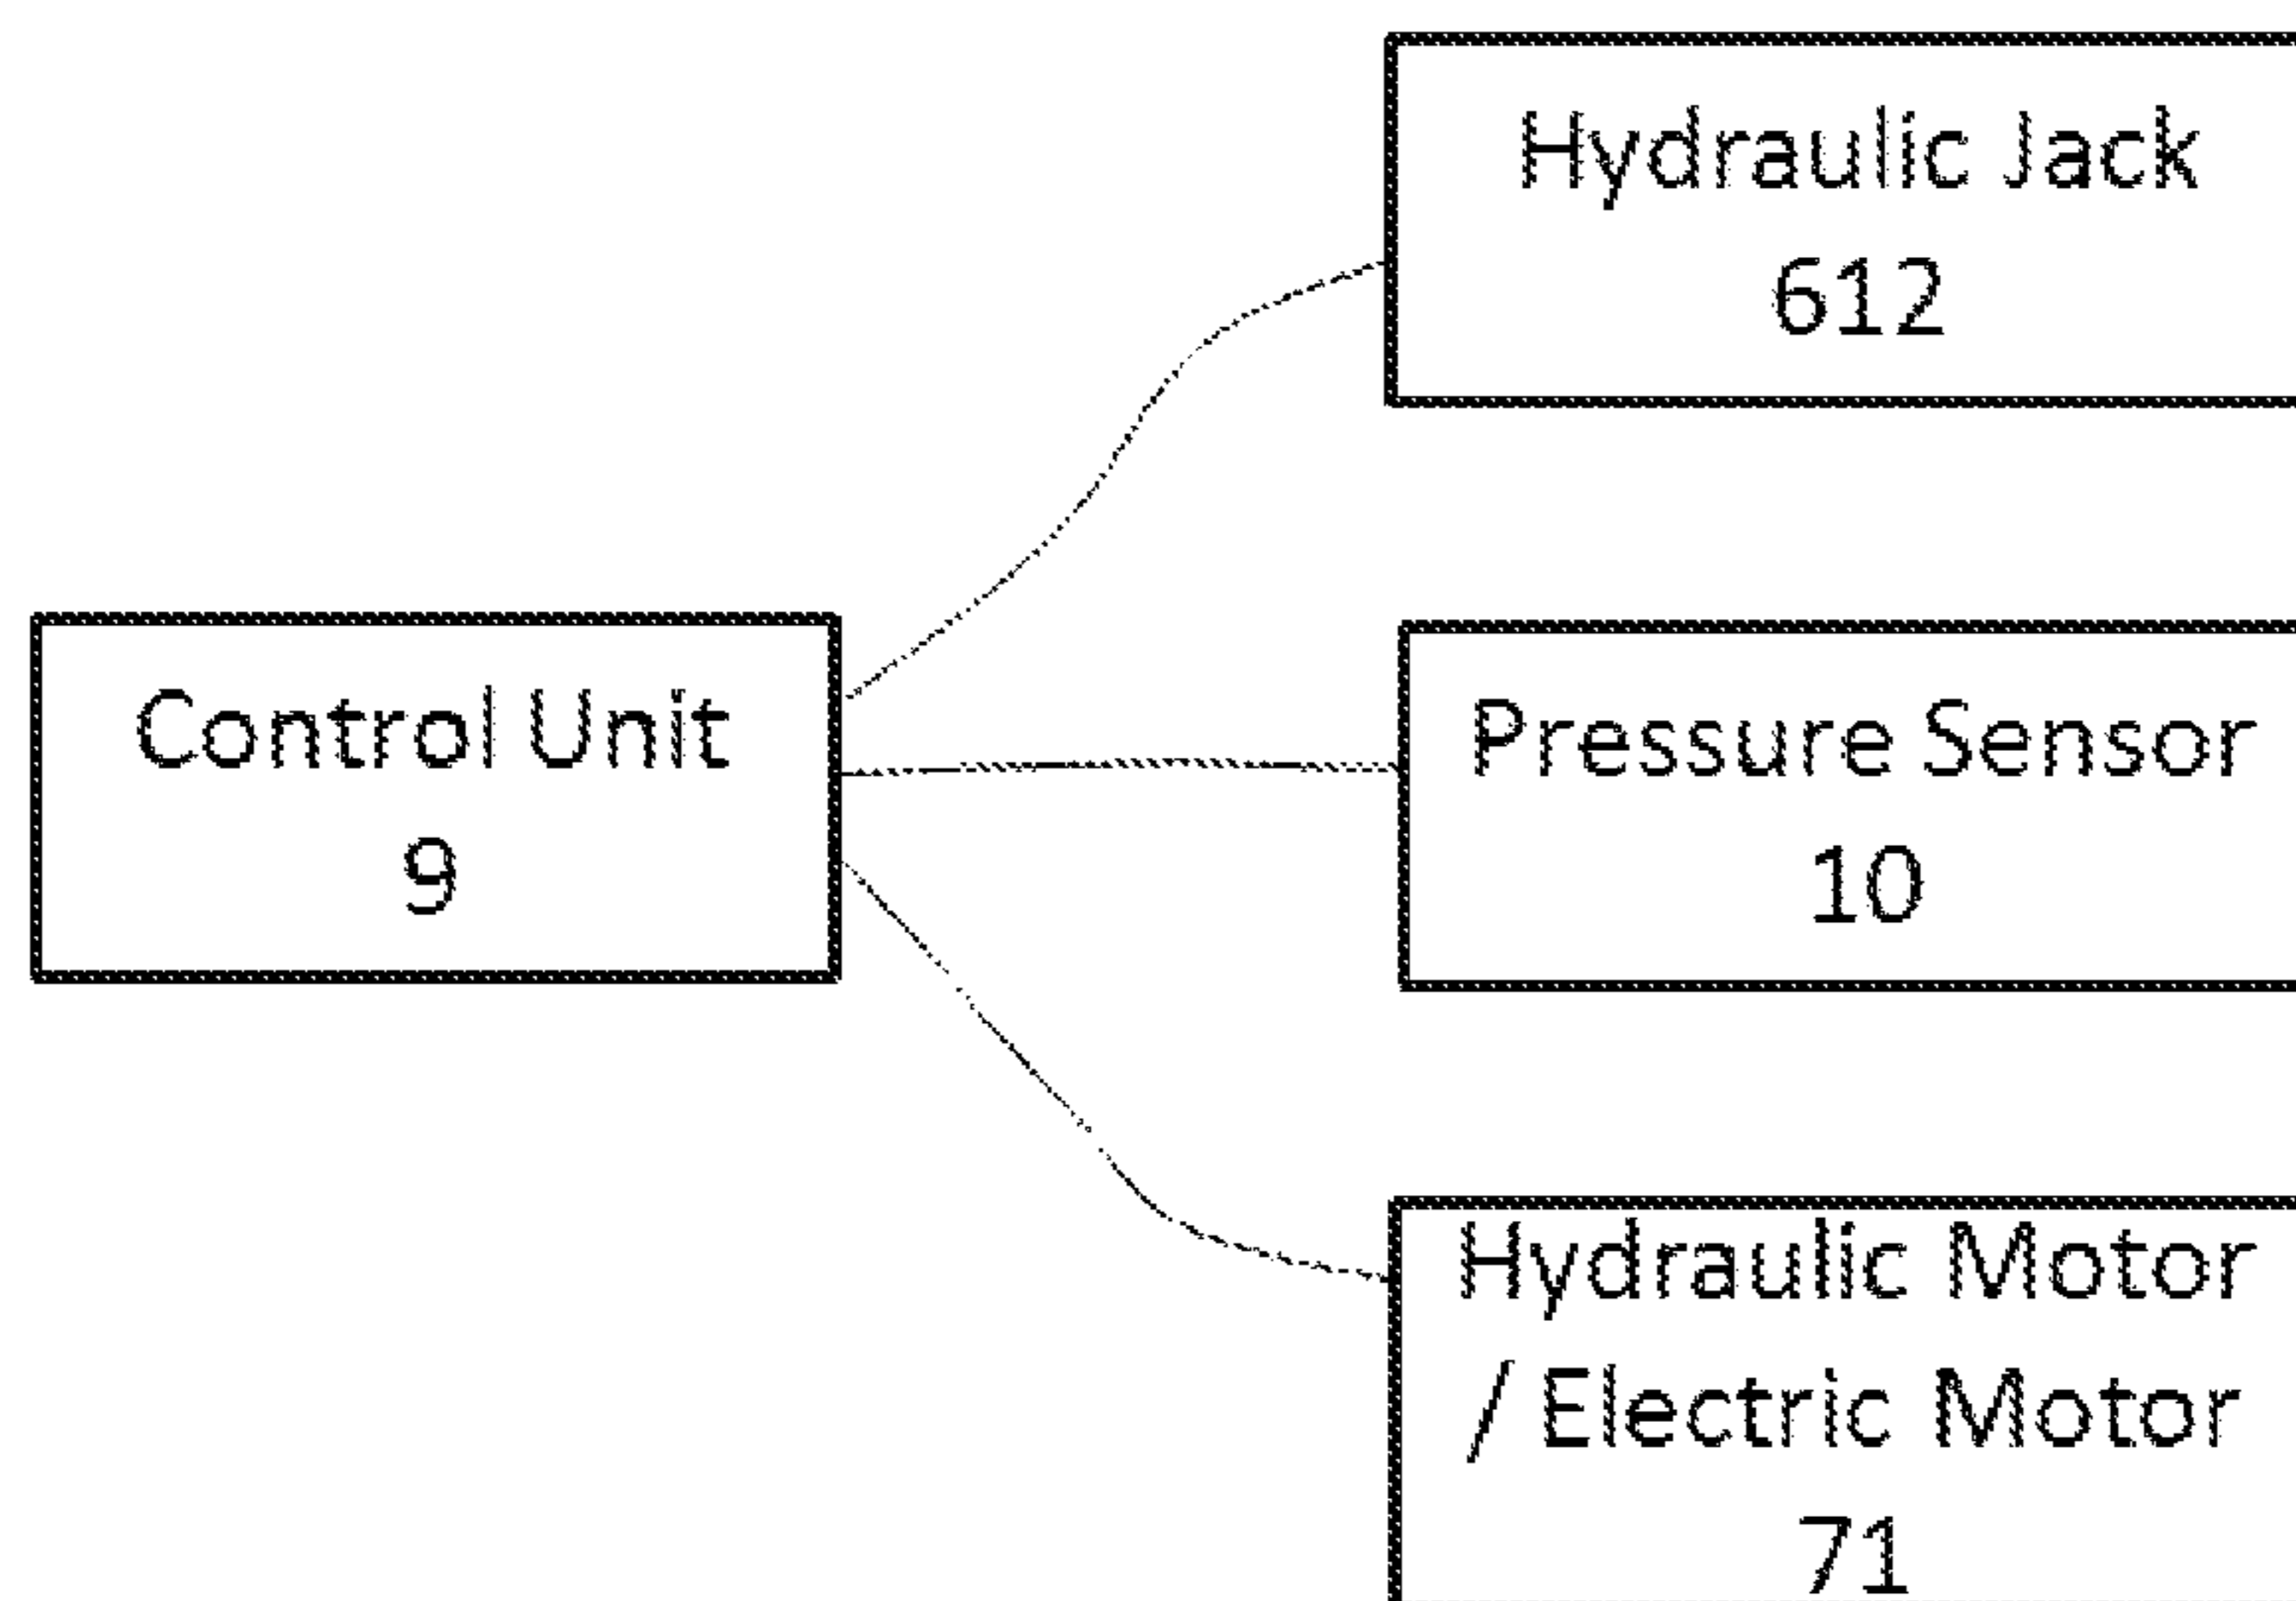 Hydraulic Jack
612
Control Unit
9
Pressure Sensor
10
Hydraulic Motor
/ Electric Motor
71